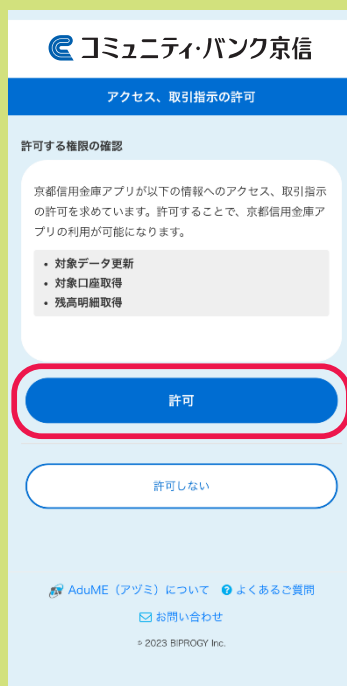 コミュニティ・バンク京信
アクセス、取引指示の許可
許可する権限の確認
京都信用金庫アプリが以下の情報へのアクセス、取引指示
の許可を求めています。許可することで、京都信用金庫ア
プリの利用が可能になります。
• 対象データ更新
• 対象口座取得
• 残高明細取得
許可
許可しない
AduME（アヅミ）について ? よくあるご質問
お問い合わせ
© 2023 BIPROGY Inc.